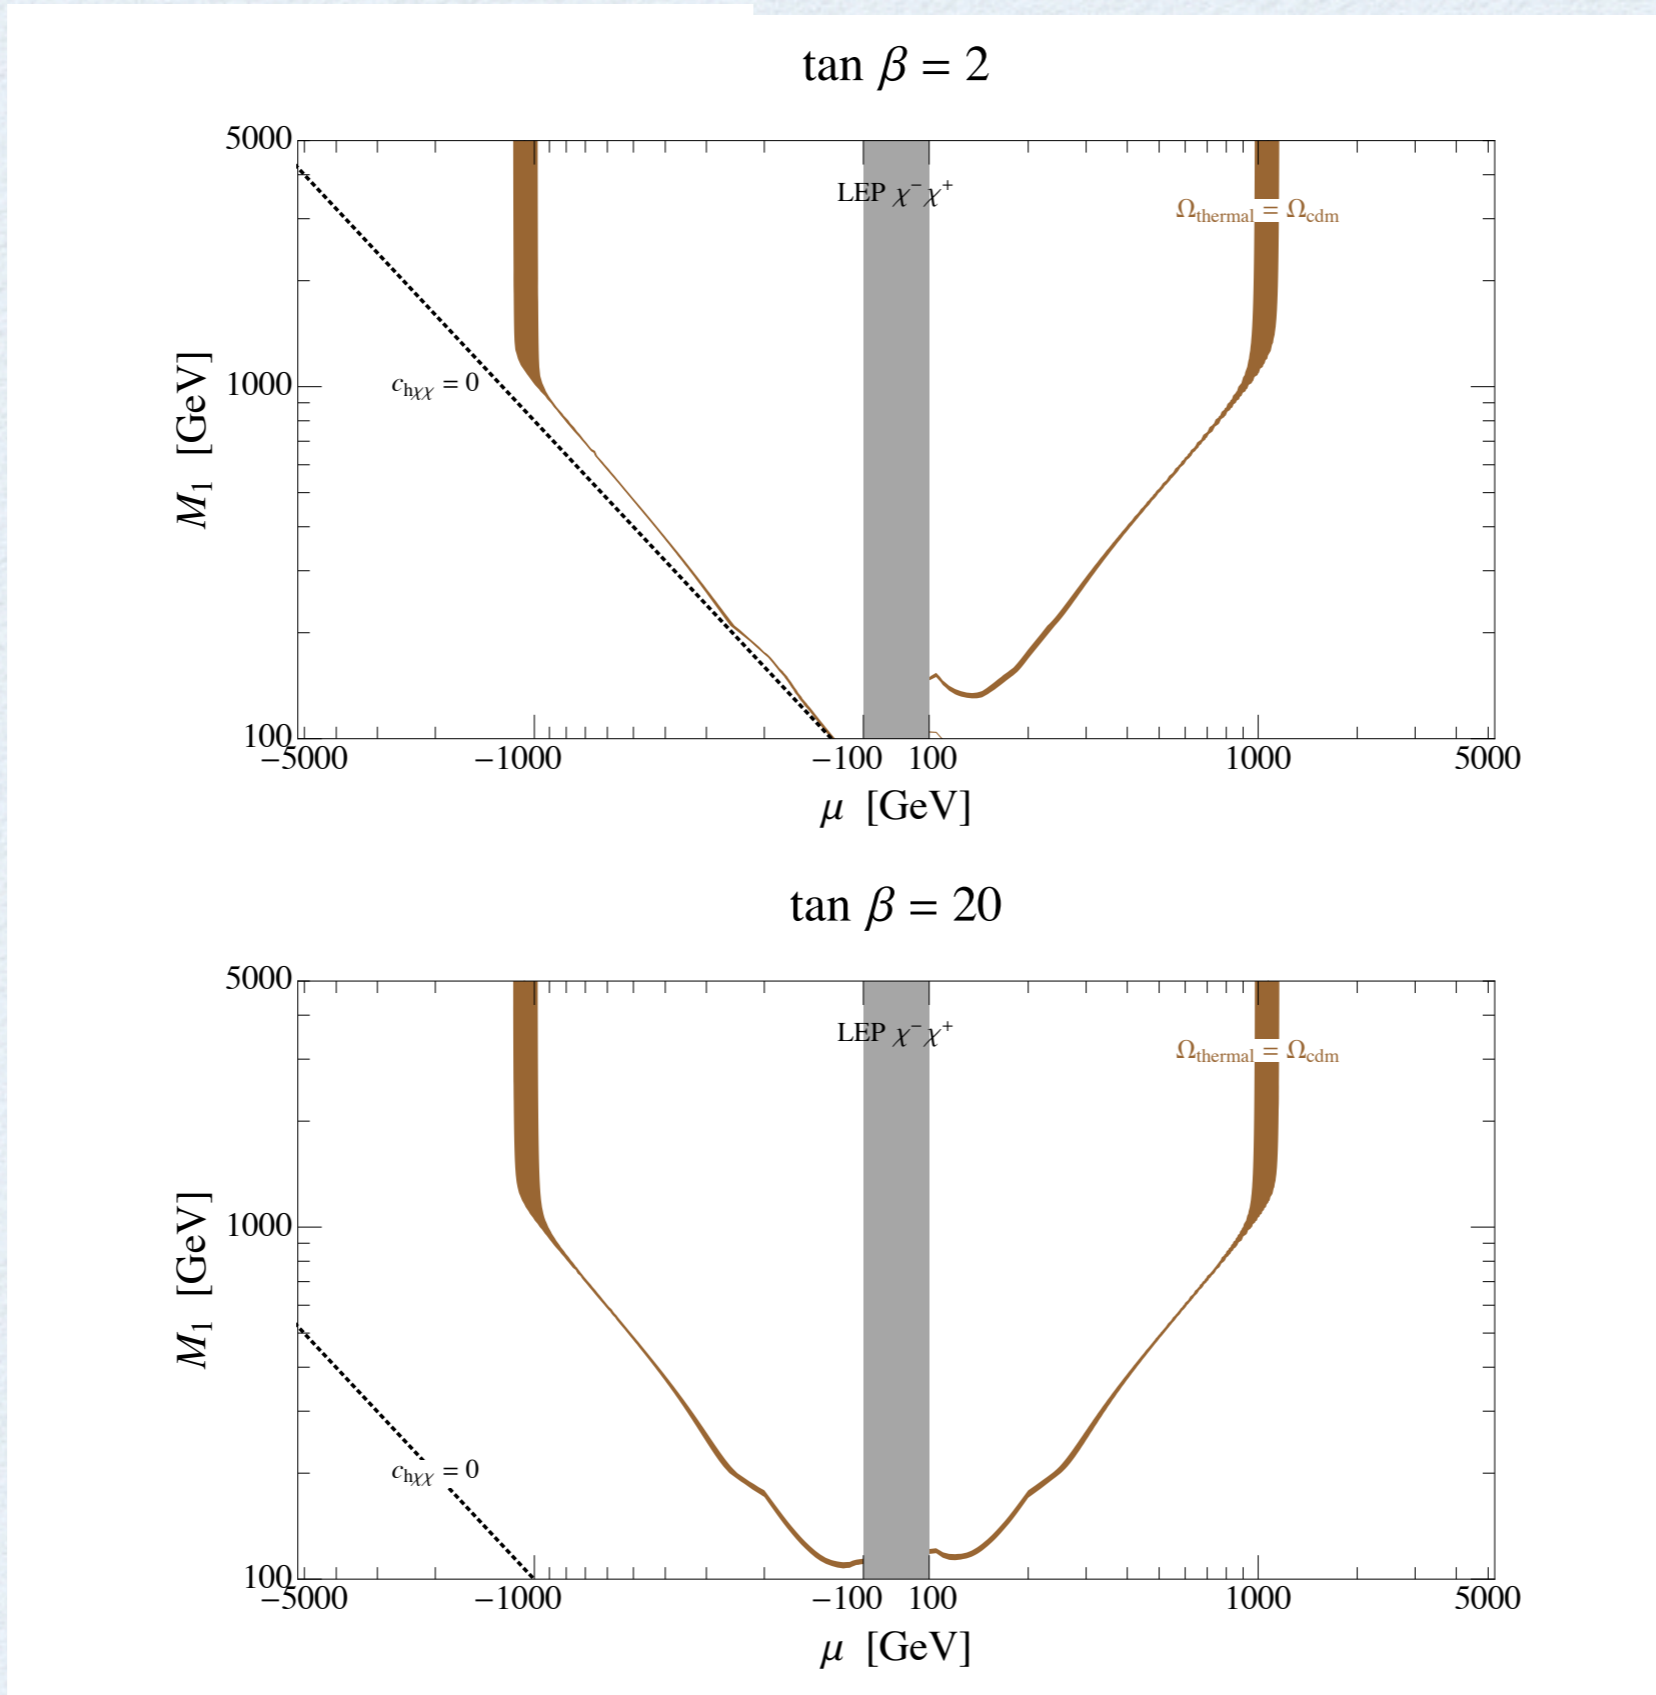 tan β = 2
5000
LEP χ⁻ χ⁺
Ω_thermal = Ω_cdm
1000
c_hχχ = 0
M₁ [GeV]
100
−5000 −1000 −100 100 1000 5000
μ [GeV]
tan β = 20
5000
LEP χ⁻ χ⁺
Ω_thermal = Ω_cdm
1000
M₁ [GeV]
c_hχχ = 0
100
−5000 −1000 −100 100 1000 5000
μ [GeV]